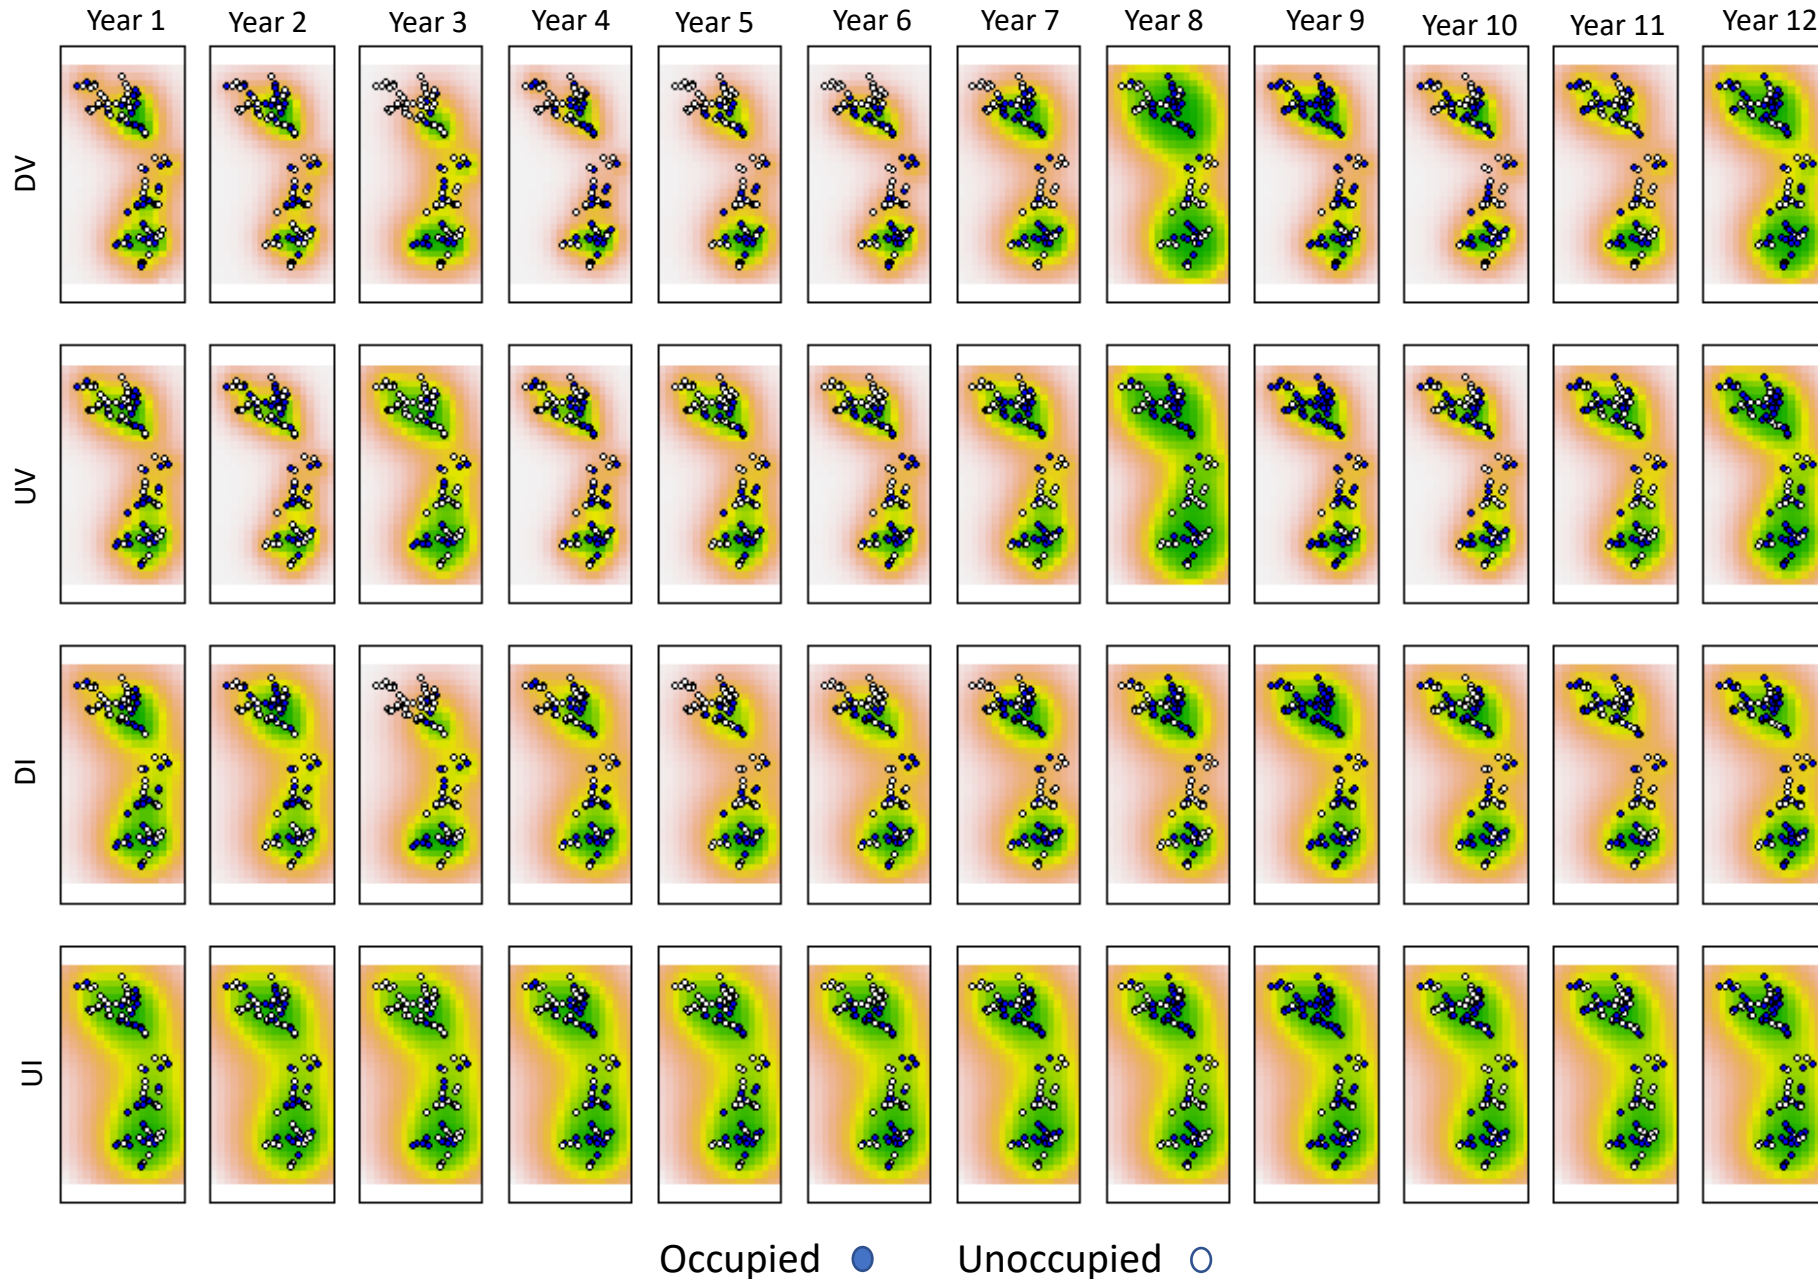 Year 1 Year 2 Year 3 Year 4 Year 5 Year 6 Year 7 Year 8 Year 9 Year 10 Year 11 Year 12
DV
UV
DI
UI
Occupied Unoccupied